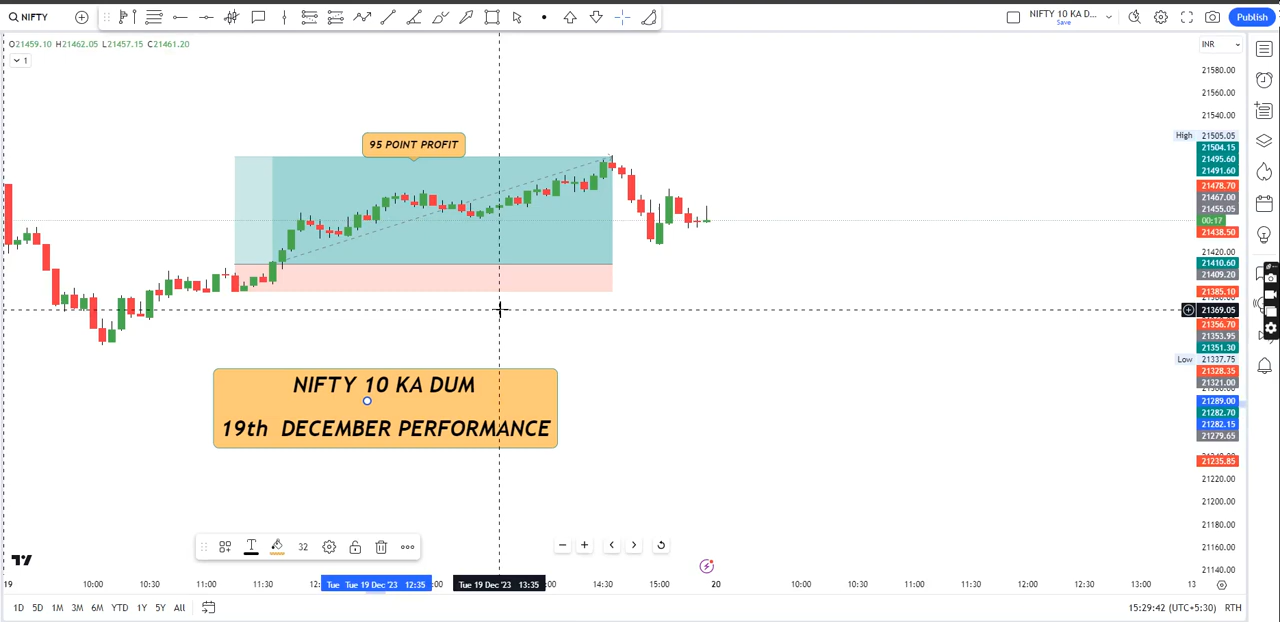 NIFTY
NIFTY 10 KA D...
Save
Publish
O21459.10 H21462.05 L21457.15 C21461.20
1
INR
21580.00
21560.00
21540.00
High 21505.05
21504.15
21495.60
21491.60
21478.70
21467.00
21455.05
00:17
21438.50
21420.00
21410.60
21409.20
21385.10
21369.05
21356.70
21353.95
21351.30
Low 21337.75
21328.35
21321.00
21289.00
21282.70
21282.15
21279.65
21235.85
21220.00
21200.00
21180.00
21160.00
21140.00
95 POINT PROFIT
NIFTY 10 KA DUM
19th DECEMBER PERFORMANCE
T 32
19 10:00 10:30 11:00 11:30 Tue Tue 19 Dec '23 12:35 Tue 19 Dec '23 13:35 14:30 15:00 20 10:00 10:30 11:00 11:30 12:00 12:30 13:00 13
1D 5D 1M 3M 6M YTD 1Y 5Y All
15:29:42 (UTC+5:30) RTH